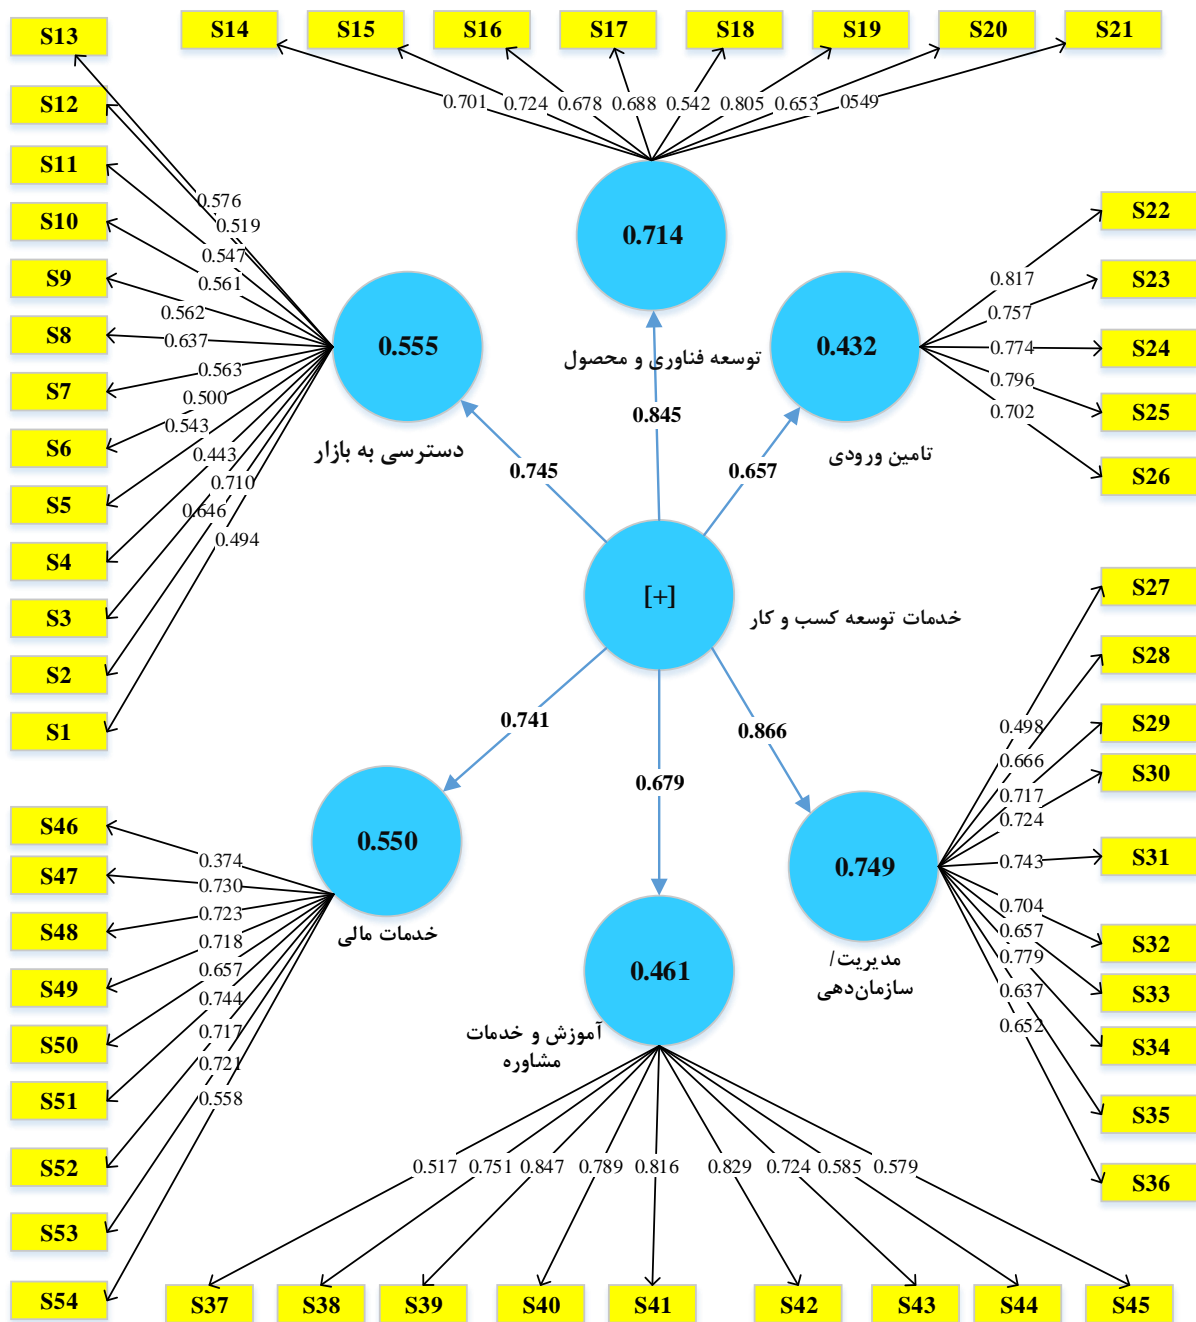 S13
S14
S15
S16
S17
S18
S19
S20
S21
S12
S11
S10
S9
S8
S7
S6
S5
S4
S3
S2
S1
0.701
0.724
0.678
0.688
0.542
0.805
0.653
0549
0.576
0.519
0.547
0.561
0.562
0.637
0.563
0.500
0.543
0.443
0.710
0.646
0.494
0.714
توسعه فناوری و محصول
0.555
دسترسی به بازار
0.432
تامین ورودی
0.817
0.757
0.774
0.796
0.702
S22
S23
S24
S25
S26
0.745
0.845
0.657
[+]
خدمات توسعه کسب و کار
0.741
0.679
0.866
0.550
خدمات مالی
0.461
آموزش و خدمات
مشاوره
0.749
مدیریت/
سازمان‌دهی
0.498
0.666
0.717
0.724
0.743
0.704
0.657
0.779
0.637
0.652
S27
S28
S29
S30
S31
S32
S33
S34
S35
S36
S46
S47
S48
S49
S50
S51
S52
S53
S54
0.374
0.730
0.723
0.718
0.657
0.744
0.717
0.721
0.558
0.517
0.751
0.847
0.789
0.816
0.829
0.724
0.585
0.579
S37
S38
S39
S40
S41
S42
S43
S44
S45